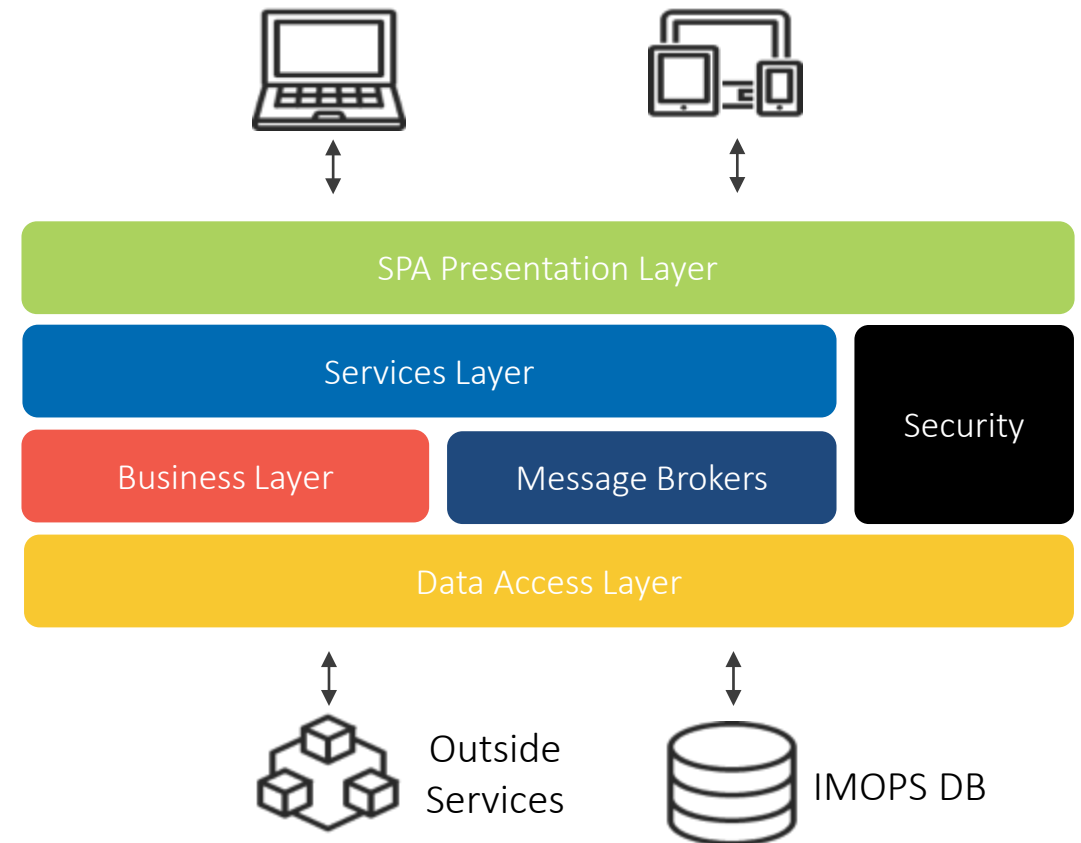 SPA Presentation Layer
Services Layer
Security
Business Layer
Message Brokers
Data Access Layer
Outside
Services
IMOPS DB